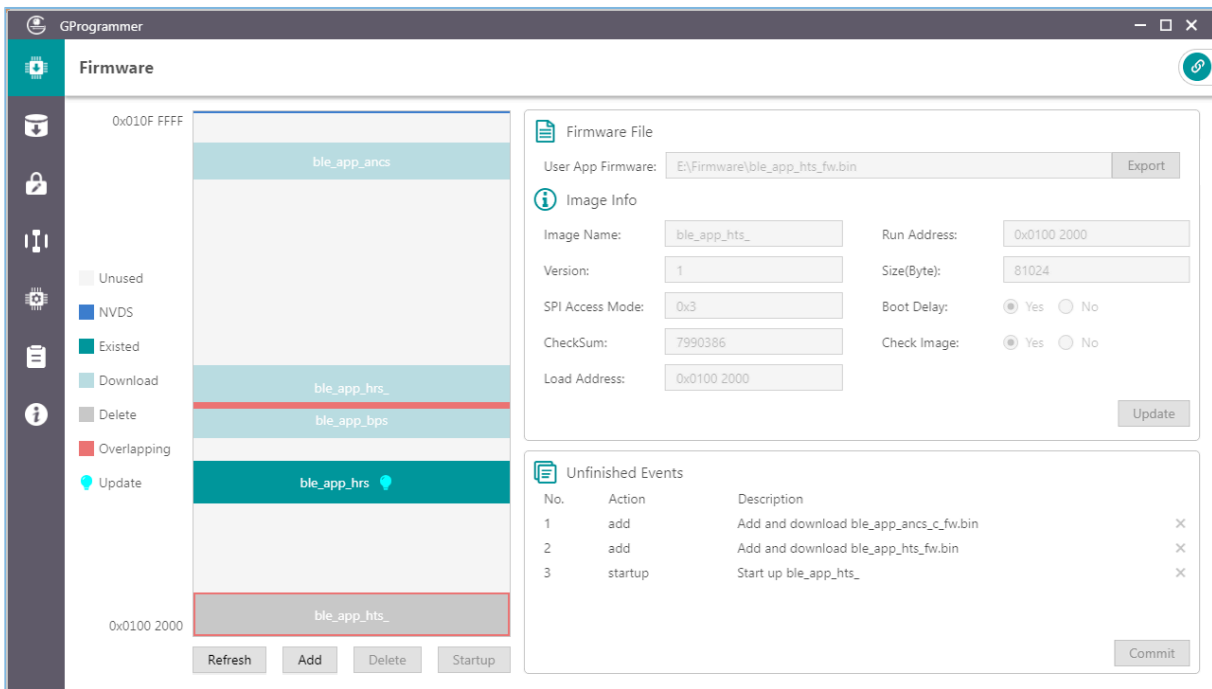 GProgrammer
Firmware
0x010F FFFF
ble_app_ancs
Unused
NVDS
Existed
Download
Delete
Overlapping
Update
ble_app_hrs_
ble_app_bps
ble_app_hrs
ble_app_hts_
0x0100 2000
Refresh Add Delete Startup
Firmware File
User App Firmware: E:\Firmware\ble_app_hts_fw.bin Export
Image Info
Image Name: ble_app_hts_ Run Address: 0x0100 2000
Version: 1 Size(Byte): 81024
SPI Access Mode: 0x3 Boot Delay: Yes No
CheckSum: 7990386 Check Image: Yes No
Load Address: 0x0100 2000
Update
Unfinished Events
No. Action Description
1 add Add and download ble_app_ancs_c_fw.bin
2 add Add and download ble_app_hts_fw.bin
3 startup Start up ble_app_hts_
Commit